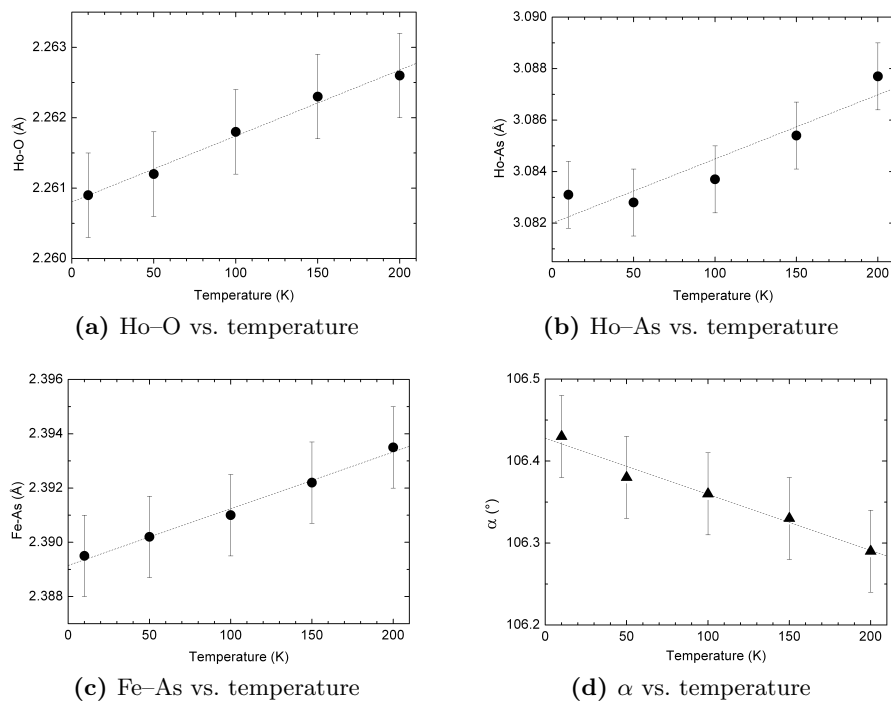 2.263
2.262
2.261
2.260
Ho-O (Å)
0 50 100 150 200
Temperature (K)
(a) Ho–O vs. temperature
3.090
3.088
3.086
3.084
3.082
Ho-As (Å)
0 50 100 150 200
Temperature (K)
(b) Ho–As vs. temperature
2.396
2.394
2.392
2.390
2.388
Fe-As (Å)
0 50 100 150 200
Temperature (K)
(c) Fe–As vs. temperature
106.5
106.4
106.3
106.2
α (°)
0 50 100 150 200
Temperature (K)
(d) α vs. temperature